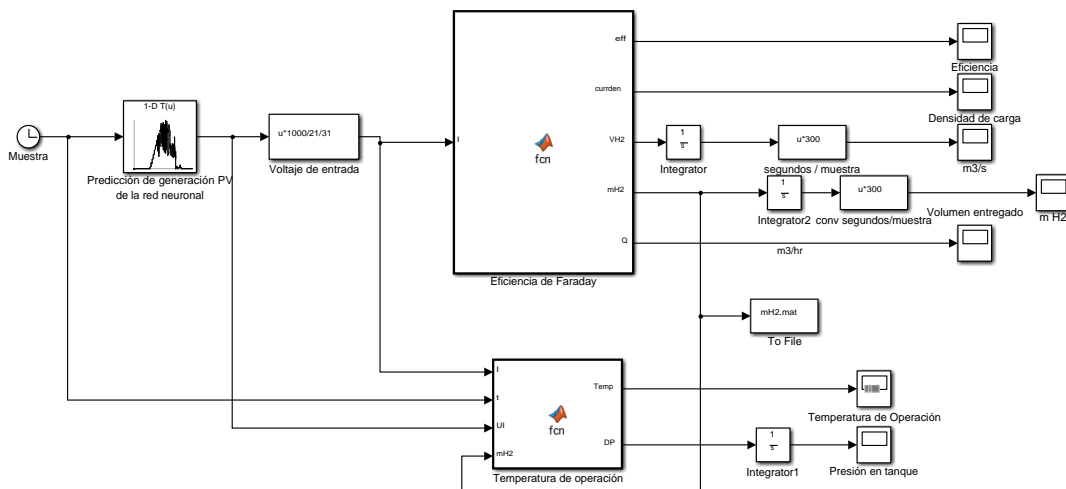 1-D T(u)
Muestra
Predicción de generación PV
de la red neuronal
u*1000/21/31
Voltaje de entrada
I
fcn
eff
currden
VH2
mH2
Q
Eficiencia de Faraday
Eficiencia
Densidad de carga
1
s
Integrator
u*300
segundos / muestra
m3/s
1
s
Integrator2
u*300
conv segundos/muestra
Volumen entregado
m H2
m3/hr
mH2.mat
To File
I
t
UI
mH2
fcn
Temp
DP
Temperatura de operación
Temperatura de Operación
1
s
Integrator1
Presión en tanque